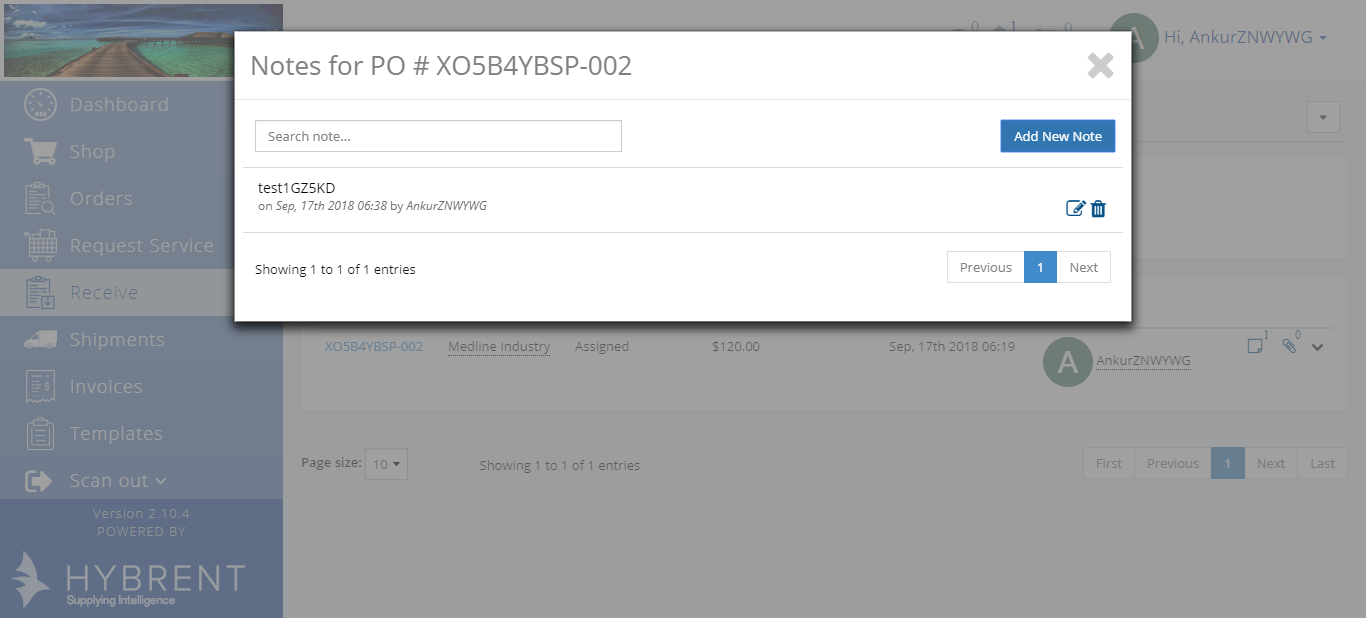 0 1 0
A Hi, AnkurZNWYWG
Notes for PO # XO5B4YBSP-002
Search note...
Add New Note
test1GZ5KD
on Sep, 17th 2018 06:38 by AnkurZNWYWG
Showing 1 to 1 of 1 entries
Previous 1 Next
Dashboard
Shop
Orders
Request Service
Receive
Shipments
Invoices
Templates
Scan out
Version 2.10.4
POWERED BY
HYBRENT
Supplying Intelligence
XO5B4YBSP-002 Medline Industry Assigned $120.00 Sep, 17th 2018 06:19 A AnkurZNWYWG 1 0
Page size: 10 Showing 1 to 1 of 1 entries First Previous 1 Next Last